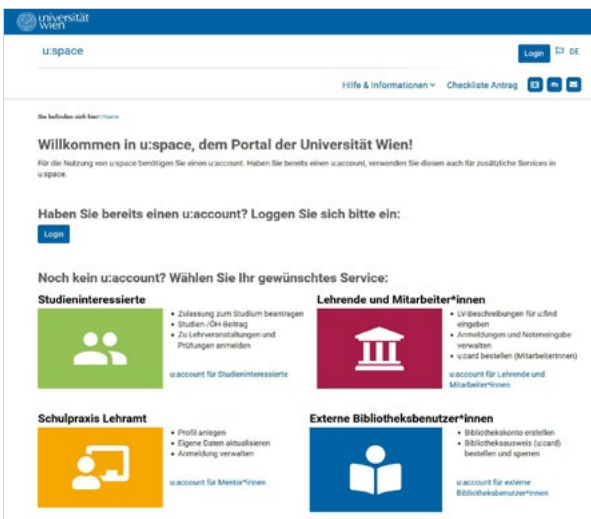 universität
wien
u:space
Login
DE
Hilfe & Informationen
Checkliste Antrag
Sie befinden sich hier: Home
Willkommen in u:space, dem Portal der Universität Wien!
Für die Nutzung von u:space benötigen Sie einen u:account. Haben Sie bereits einen u:account, verwenden Sie diesen auch für zusätzliche Services in
u:space.
Haben Sie bereits einen u:account? Loggen Sie sich bitte ein:
Login
Noch kein u:account? Wählen Sie Ihr gewünschtes Service:
Studieninteressierte
• Zulassung zum Studium beantragen
• Studien-/ÖH-Beitrag
• Zu Lehrveranstaltungen und
Prüfungen anmelden
u:account für Studieninteressierte
Lehrende und Mitarbeiter*innen
• LV-Beschreibungen für u:find
eingeben
• Anmeldungen und Noteneingabe
verwalten
• u:card bestellen (MitarbeiterInnen)
u:account für Lehrende und
Mitarbeiter*innen
Schulpraxis Lehramt
• Profil anlegen
• Eigene Daten aktualisieren
• Anmeldung verwalten
u:account für Mentor*innen
Externe Bibliotheksbenutzer*innen
• Bibliothekskonto erstellen
• Bibliotheksausweis (u:card)
bestellen und sperren
u:account für externe
Bibliotheksbenutzer*innen